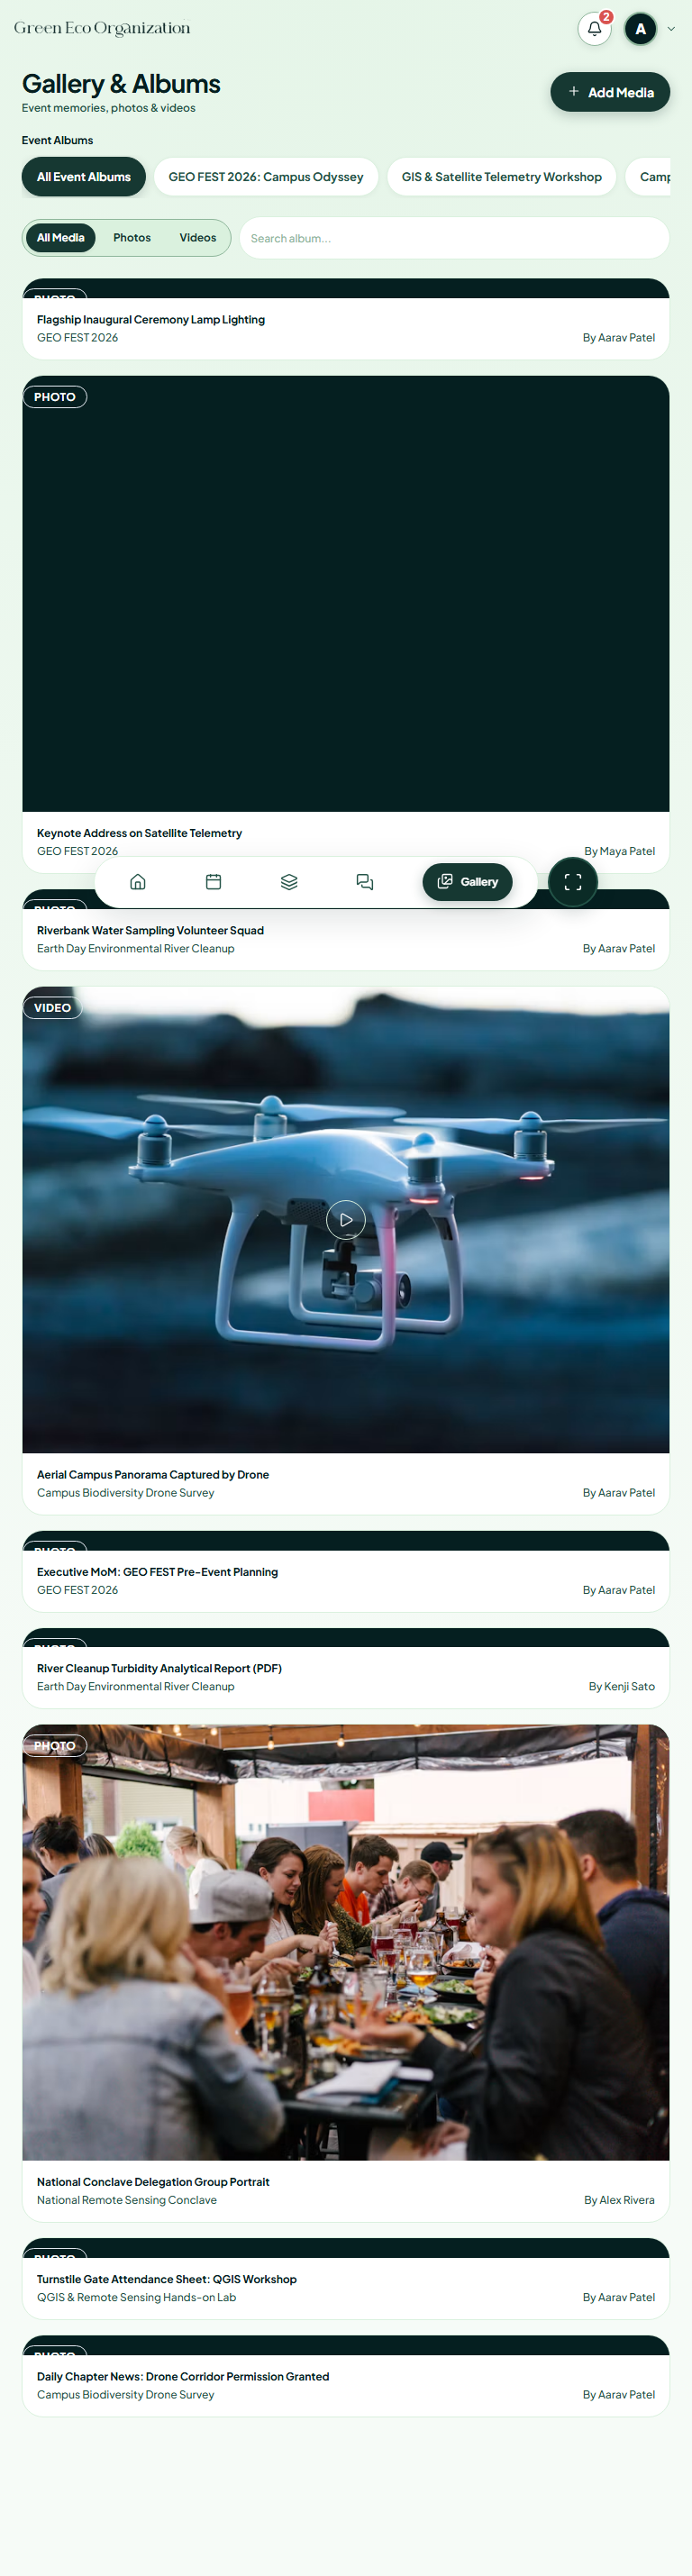 Green Eco Organization
2
A
Gallery & Albums
Event memories, photos & videos
Add Media
Event Albums
All Event Albums
GEO FEST 2026: Campus Odyssey
GIS & Satellite Telemetry Workshop
Camp
All Media
Photos
Videos
Search album...
PHOTO
Flagship Inaugural Ceremony Lamp Lighting
GEO FEST 2026
By Aarav Patel
PHOTO
Keynote Address on Satellite Telemetry
GEO FEST 2026
By Maya Patel
Gallery
PHOTO
Riverbank Water Sampling Volunteer Squad
Earth Day Environmental River Cleanup
By Aarav Patel
VIDEO
Aerial Campus Panorama Captured by Drone
Campus Biodiversity Drone Survey
By Aarav Patel
PHOTO
Executive MoM: GEO FEST Pre-Event Planning
GEO FEST 2026
By Aarav Patel
PHOTO
River Cleanup Turbidity Analytical Report (PDF)
Earth Day Environmental River Cleanup
By Kenji Sato
PHOTO
National Conclave Delegation Group Portrait
National Remote Sensing Conclave
By Alex Rivera
PHOTO
Turnstile Gate Attendance Sheet: QGIS Workshop
QGIS & Remote Sensing Hands-on Lab
By Aarav Patel
PHOTO
Daily Chapter News: Drone Corridor Permission Granted
Campus Biodiversity Drone Survey
By Aarav Patel